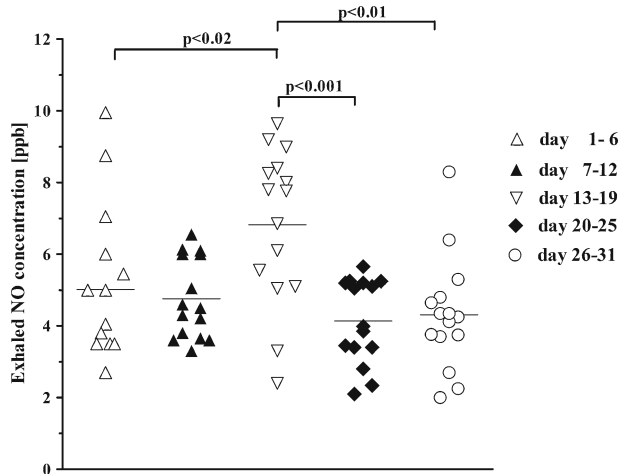 p<0.01
p<0.02
p<0.001
Exhaled NO concentration [ppb]
12
10
8
6
4
2
0
day 1-6
day 7-12
day 13-19
day 20-25
day 26-31